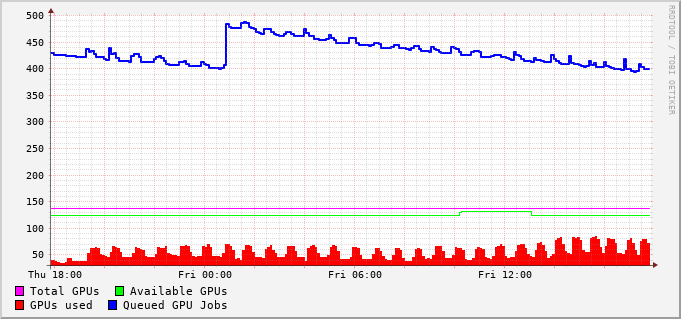 500
450
400
350
300
250
200
150
100
50
Thu 18:00 Fri 00:00 Fri 06:00 Fri 12:00
Total GPUs Available GPUs
GPUs used Queued GPU Jobs
RRDTOOL / TOBI OETIKER